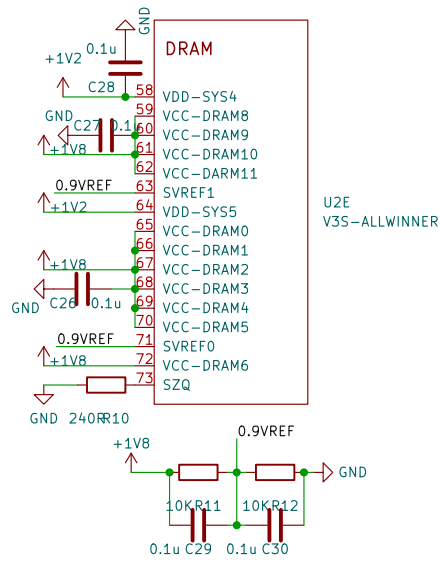 GND
0.1u
DRAM
+1V2
C28
58 VDD-SYS4
59 VCC-DRAM8
GND
C27 0.1u
60 VCC-DRAM9
+1V8
61 VCC-DRAM10
62 VCC-DARM11
0.9VREF
63 SVREF1
+1V2
64 VDD-SYS5
U2E
V3S-ALLWINNER
65 VCC-DRAM0
66 VCC-DRAM1
+1V8
67 VCC-DRAM2
68 VCC-DRAM3
GND
C26 0.1u
69 VCC-DRAM4
70 VCC-DRAM5
0.9VREF
71 SVREF0
+1V8
72 VCC-DRAM6
73 SZQ
GND
240R R10
+1V8
0.9VREF
GND
10K R11
10K R12
0.1u C29
0.1u C30